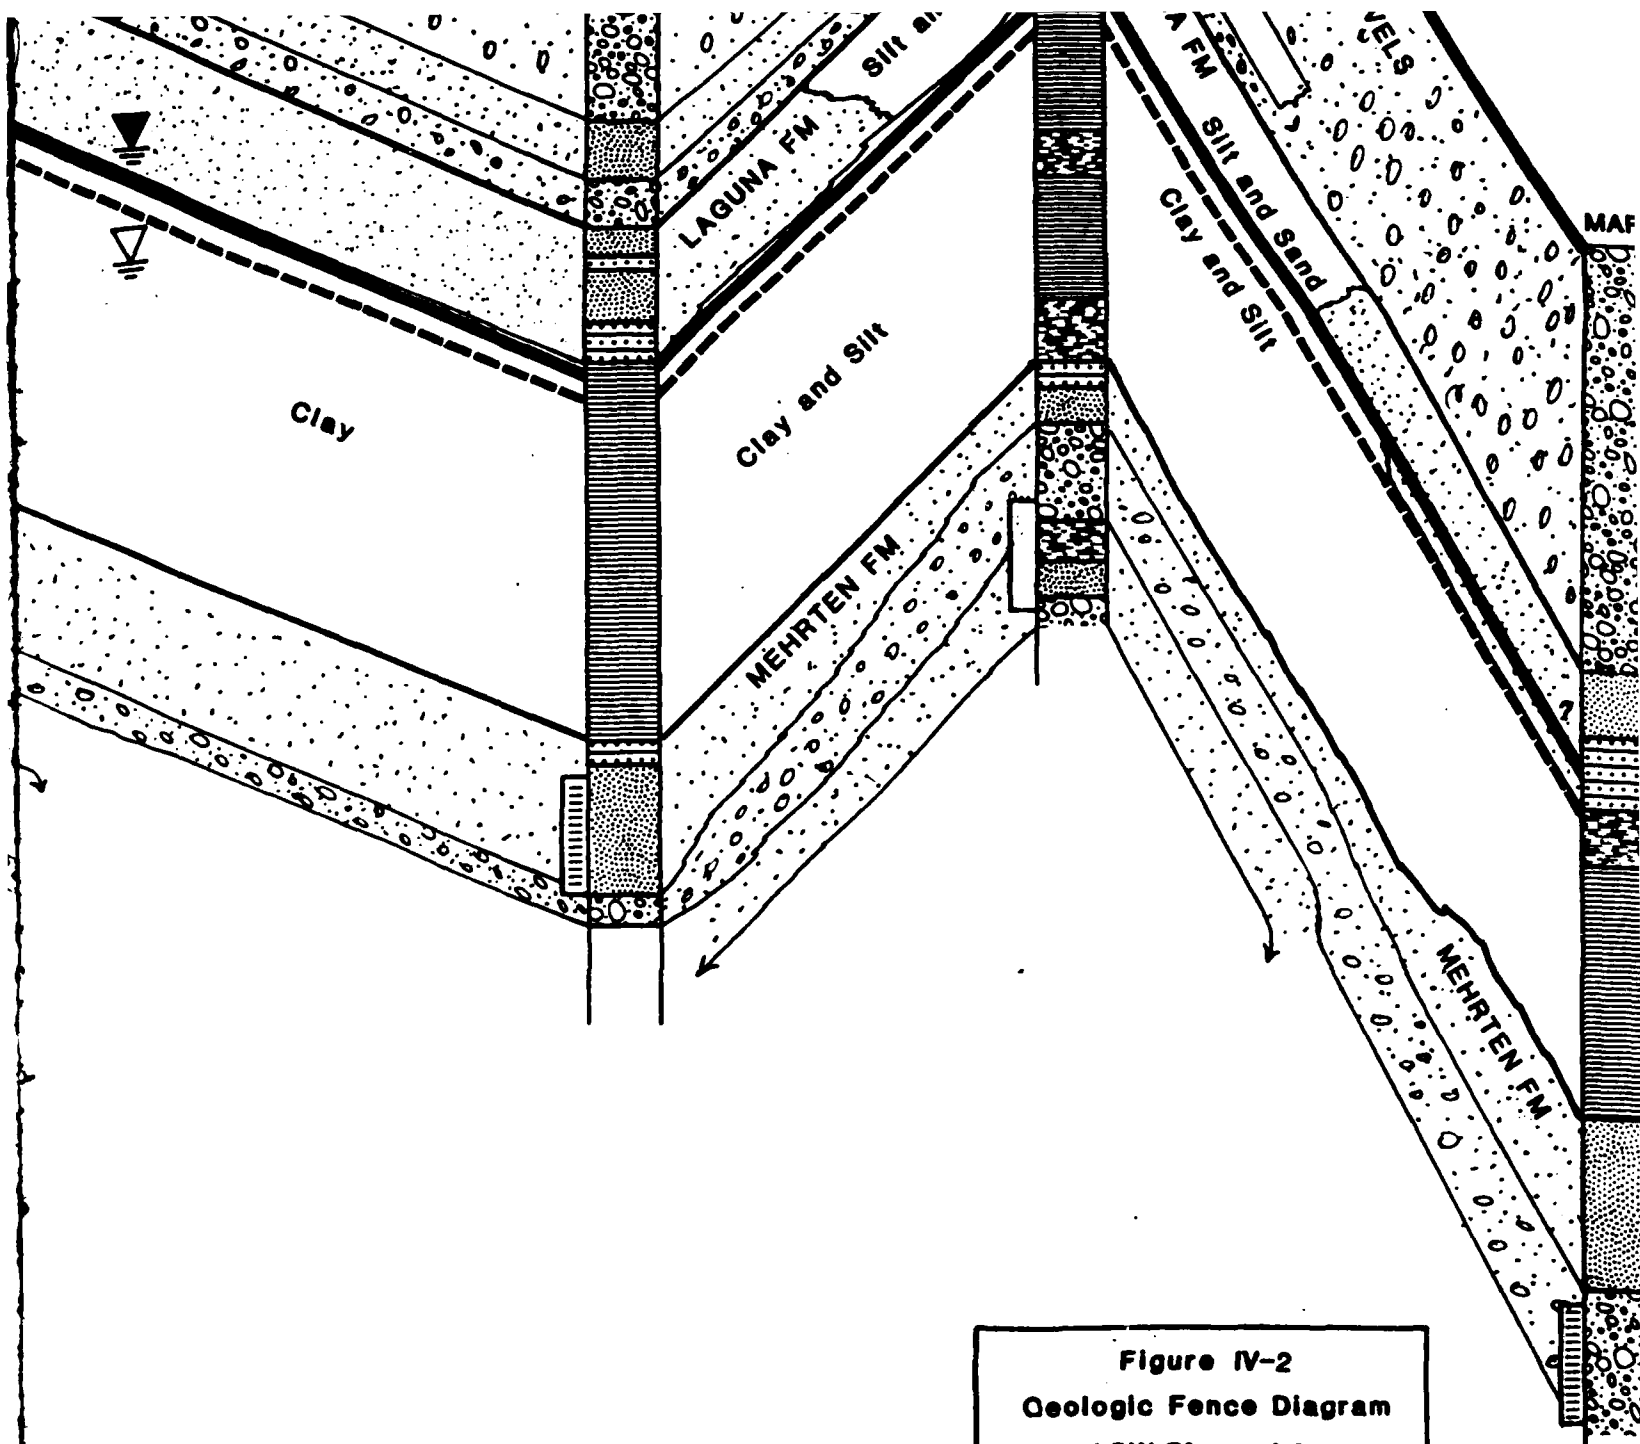 Silt
LAGUNA FM
A FM
VELS
Silt and Sand
Clay and Silt
MAF
Clay
Clay and Silt
MEHRTEN FM
?
MEHRTEN FM
Figure IV-2
Geologic Fence Diagram